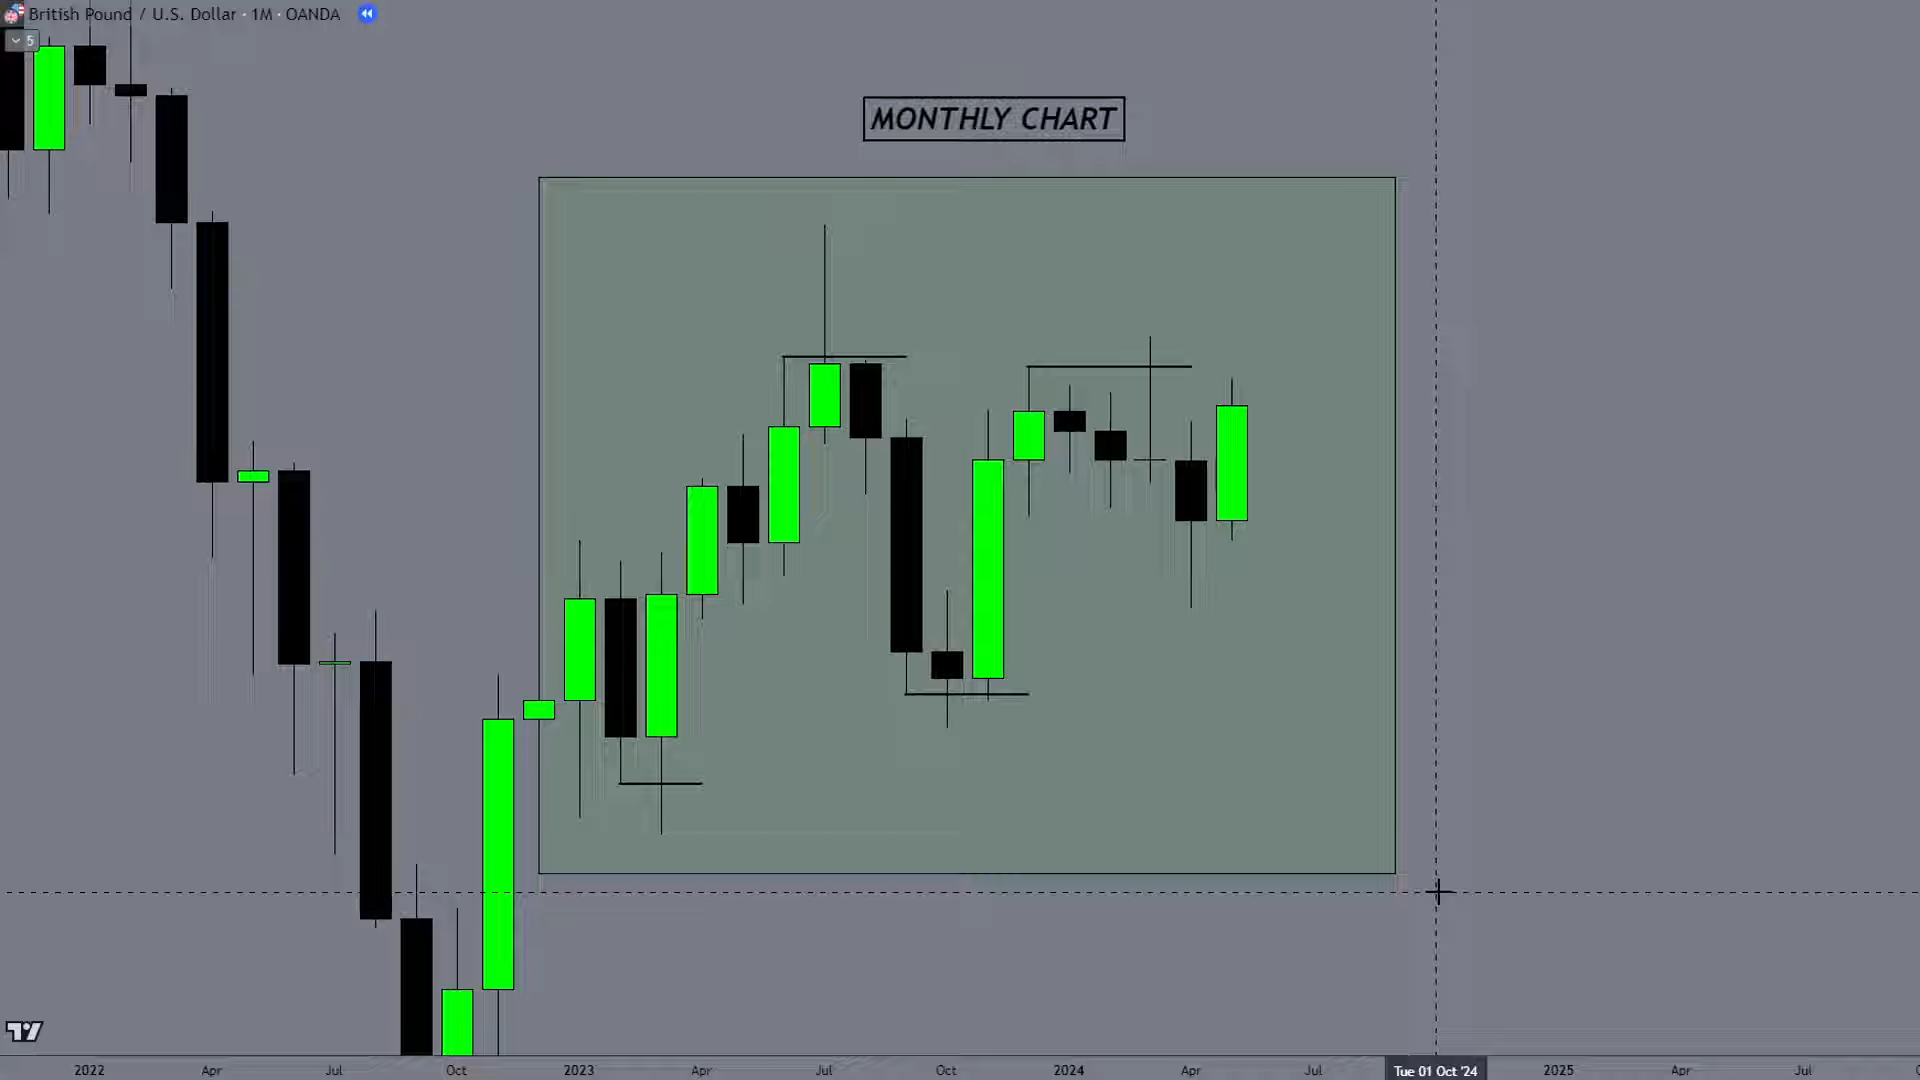 British Pound / U.S. Dollar · 1M · OANDA
5
MONTHLY CHART
2022 Apr Jul Oct 2023 Apr Jul Oct 2024 Apr Jul Tue 01 Oct '24 2025 Apr Jul